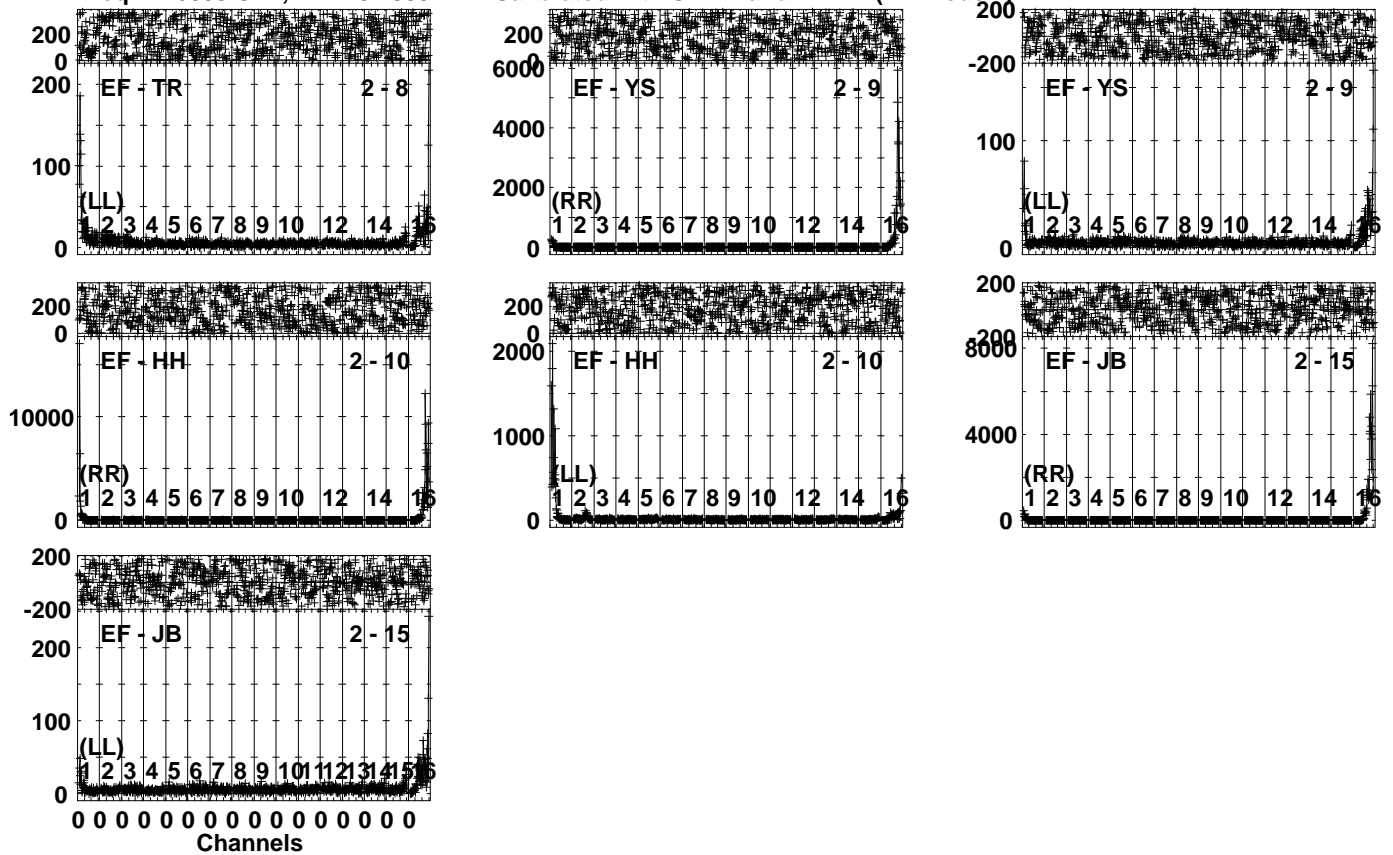 200 200 200
0 0 -200
EF - TR 2 - 8
200
100
(LL)
1 2 3 4 5 6 7 8 9 10 12 14 16
0
6000 EF - YS 2 - 9
4000
2000
(RR)
1 2 3 4 5 6 7 8 9 10 12 14 16
0
EF - YS 2 - 9
100
(LL)
1 2 3 4 5 6 7 8 9 10 12 14 16
0
200 200 200
0 0 -200
EF - HH 2 - 10
10000
(RR)
1 2 3 4 5 6 7 8 9 10 12 14 16
0
2000 EF - HH 2 - 10
1000
(LL)
1 2 3 4 5 6 7 8 9 10 12 14 16
0
8000 EF - JB 2 - 15
4000
(RR)
1 2 3 4 5 6 7 8 9 10 12 14 16
0
200
-200
EF - JB 2 - 15
200
100
(LL)
1 2 3 4 5 6 7 8 9 10 11 12 13 14 15 16
0
0 0 0 0 0 0 0 0 0 0 0 0 0 0 0 0
Channels